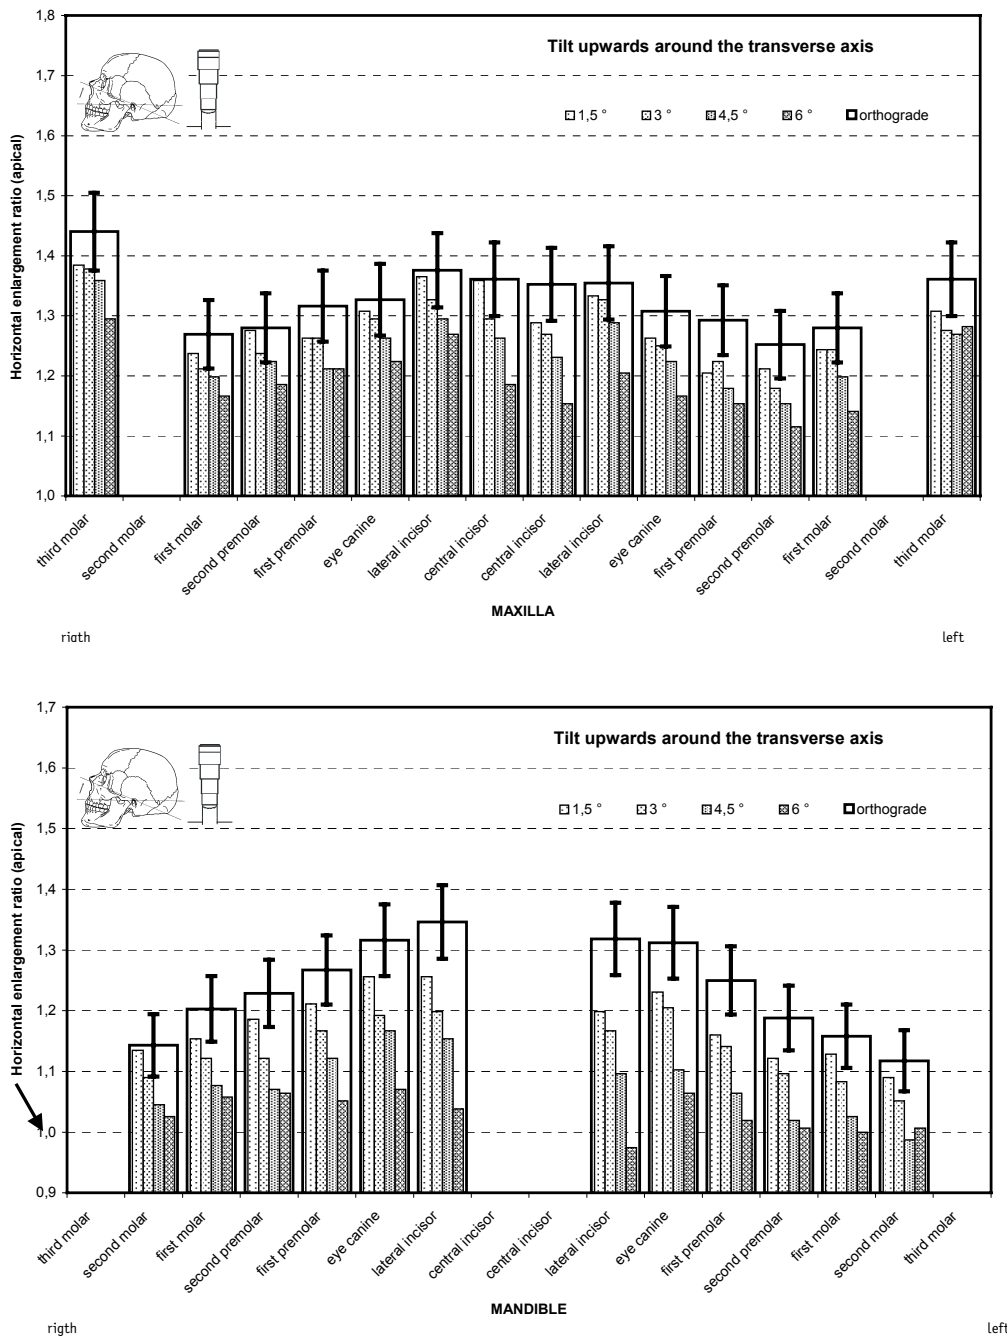 1,8
Tilt upwards around the transverse axis
1,7
1,5 ° 3 ° 4,5 ° 6 ° orthograde
1,6
1,5
1,4
1,3
1,2
1,1
1,0
Horizontal enlargement ratio (apical)
third molar
second molar
first molar
second premolar
first premolar
eye canine
lateral incisor
central incisor
central incisor
lateral incisor
eye canine
first premolar
second premolar
first molar
second molar
third molar
MAXILLA
rigth left
1,7
Tilt upwards around the transverse axis
1,6
1,5 ° 3 ° 4,5 ° 6 ° orthograde
1,5
1,4
1,3
1,2
1,1
1,0
0,9
Horizontal enlargement ratio (apical)
third molar
second molar
first molar
second premolar
first premolar
eye canine
lateral incisor
central incisor
central incisor
lateral incisor
eye canine
first premolar
second premolar
first molar
second molar
third molar
MANDIBLE
rigth left